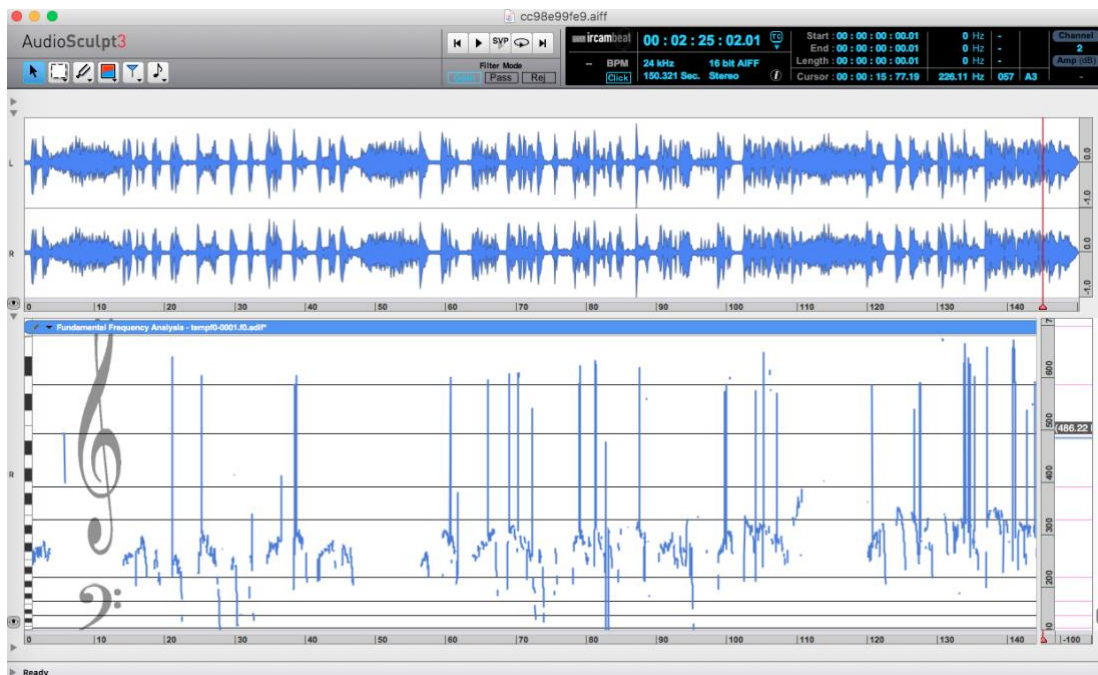 cc98e99fe9.aiff
AudioSculpt3
SVP
Filter Mode
Pass Rej
ircambeat
00 : 02 : 25 : 02.01 TC
- BPM 24 kHz 16 bit AIFF
Click 150.321 Sec. Stereo i
Start : 00 : 00 : 00 : 00.01 0 Hz -
End : 00 : 00 : 00 : 00.01 0 Hz -
Length : 00 : 00 : 00 : 00.01 0 Hz -
Cursor : 00 : 00 : 15 : 77.19 226.11 Hz 057 A3
Channel
2
Amp (dB)
-
L
0.0
-1.0
R
0.0
-1.0
0 10 20 30 40 50 60 70 80 90 100 110 120 130 140
Fundamental Frequency Analysis - tempf0-0001.f0.sdif*
600
500
(486.22
400
R
300
200
0 10 20 30 40 50 60 70 80 90 100 110 120 130 140 -100
Ready